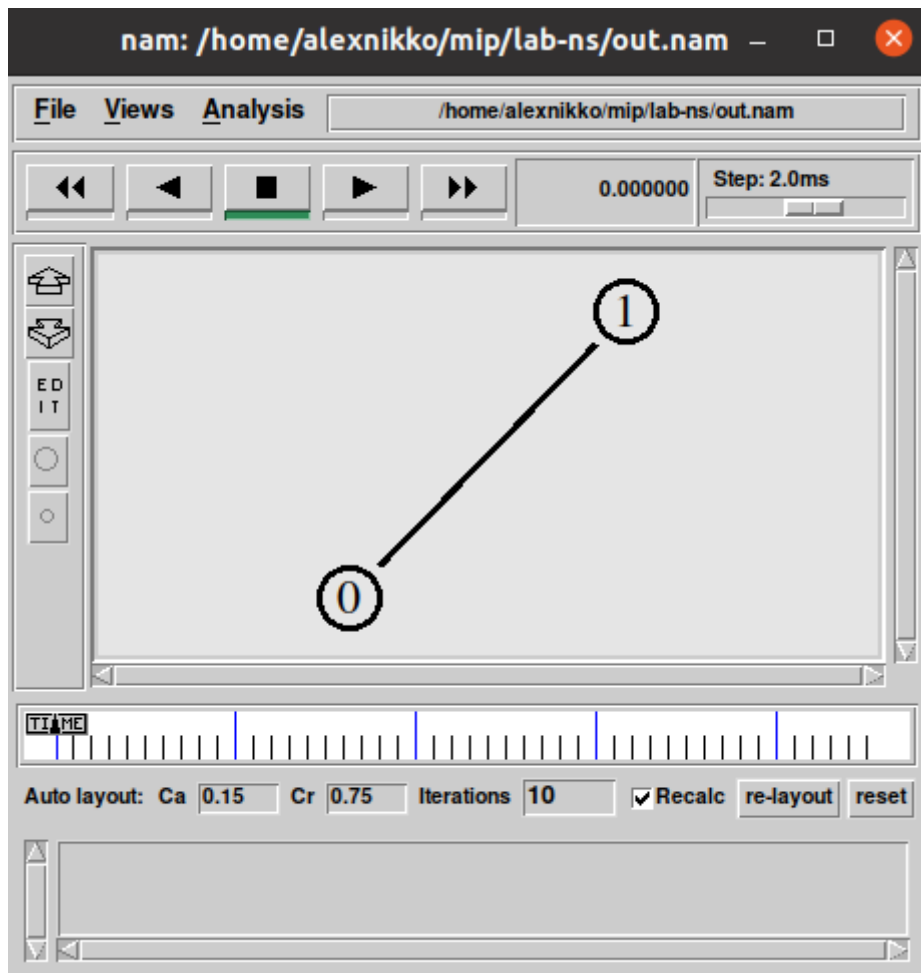 nam: /home/alexnikko/mip/lab-ns/out.nam
File Views Analysis /home/alexnikko/mip/lab-ns/out.nam
0.000000 Step: 2.0ms
1
E D
I T
0
TIME
Auto layout: Ca 0.15 Cr 0.75 Iterations 10 Recalc re-layout reset